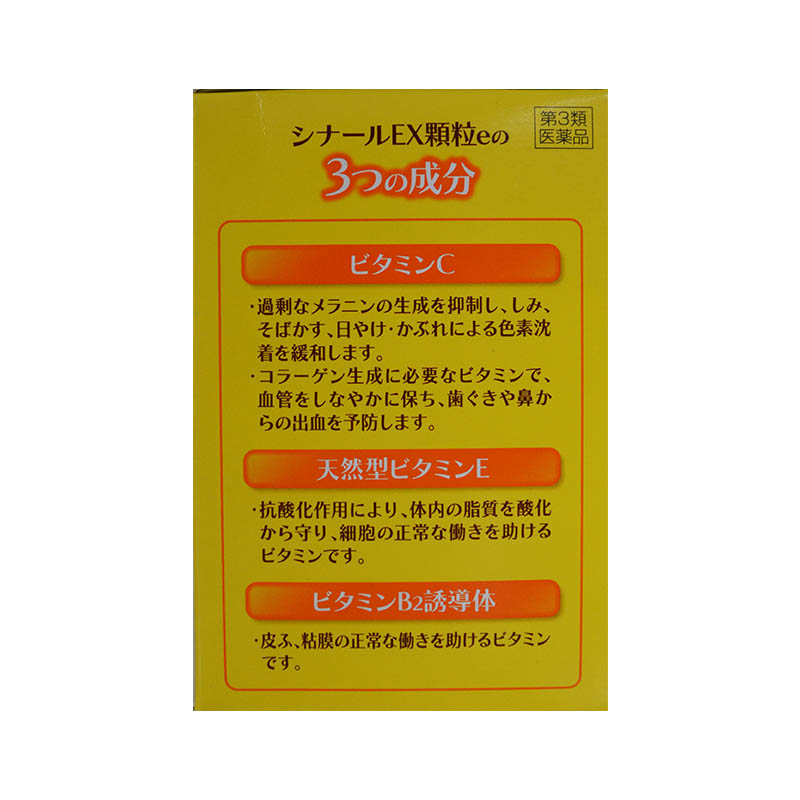 シナールEX顆粒eの
第3類
医薬品
3つの成分
ビタミンC
・過剰なメラニンの生成を抑制し、しみ、
そばかす、日やけ・かぶれによる色素沈
着を緩和します。
・コラーゲン生成に必要なビタミンで、
血管をしなやかに保ち、歯ぐきや鼻か
らの出血を予防します。
天然型ビタミンE
・抗酸化作用により、体内の脂質を酸化
から守り、細胞の正常な働きを助ける
ビタミンです。
ビタミンB2誘導体
・皮ふ、粘膜の正常な働きを助けるビタミン
です。